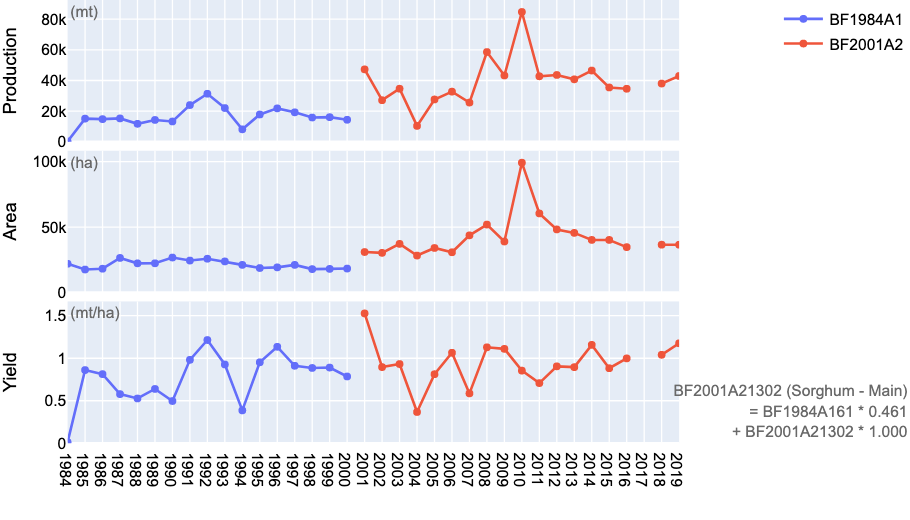 (mt)
80k
60k
40k
20k
0
Production
BF1984A1
BF2001A2
(ha)
100k
50k
0
Area
(mt/ha)
1.5
1
0.5
0
Yield
BF2001A21302 (Sorghum - Main)
= BF1984A161 * 0.461
+ BF2001A21302 * 1.000
1984
1985
1986
1987
1988
1989
1990
1991
1992
1993
1994
1995
1996
1997
1998
1999
2000
2001
2002
2003
2004
2005
2006
2007
2008
2009
2010
2011
2012
2013
2014
2015
2016
2017
2018
2019